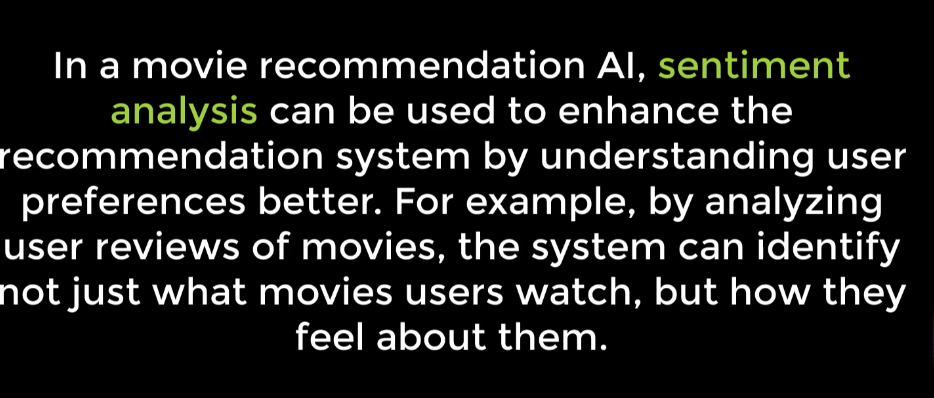 In a movie recommendation AI, sentiment
analysis can be used to enhance the
recommendation system by understanding user
preferences better. For example, by analyzing
user reviews of movies, the system can identify
not just what movies users watch, but how they
feel about them.